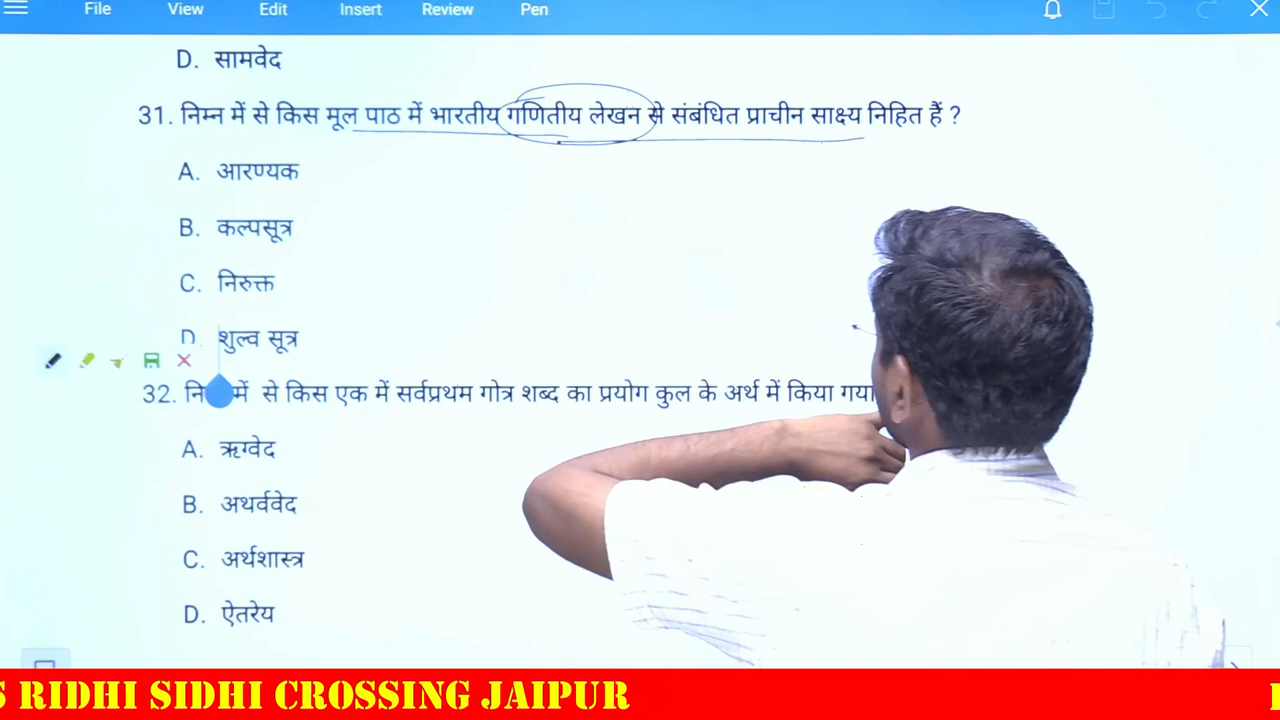 File View Edit Insert Review Pen
D. सामवेद
31. निम्न में से किस मूल पाठ में भारतीय गणितीय लेखन से संबंधित प्राचीन साक्ष्य निहित हैं ?
A. आरण्यक
B. कल्पसूत्र
C. निरुक्त
D. शुल्व सूत्र
32. नि में से किस एक में सर्वप्रथम गोत्र शब्द का प्रयोग कुल के अर्थ में किया गया
A. ऋग्वेद
B. अथर्ववेद
C. अर्थशास्त्र
D. ऐतरेय
S RIDHI SIDHI CROSSING JAIPUR